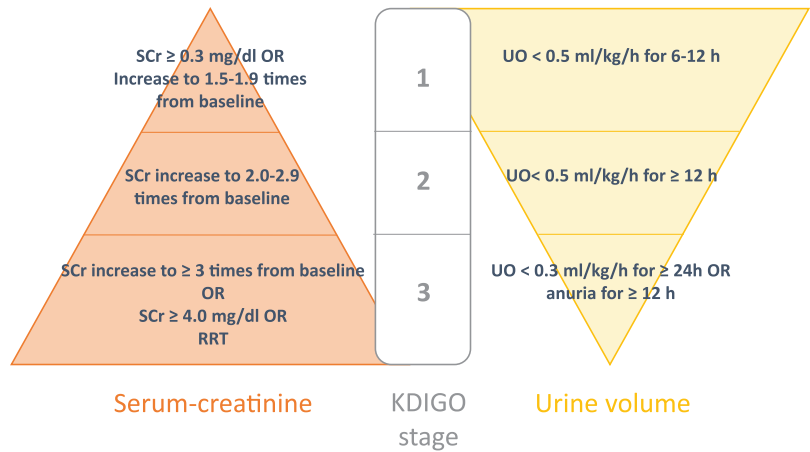 SCr ≥ 0.3 mg/dl OR
Increase to 1.5-1.9 times
from baseline
1
UO < 0.5 ml/kg/h for 6-12 h
SCr increase to 2.0-2.9
times from baseline
2
UO< 0.5 ml/kg/h for ≥ 12 h
SCr increase to ≥ 3 times from baseline
OR
SCr ≥ 4.0 mg/dl OR
RRT
3
UO < 0.3 ml/kg/h for ≥ 24h OR
anuria for ≥ 12 h
Serum-creatinine
KDIGO
stage
Urine volume